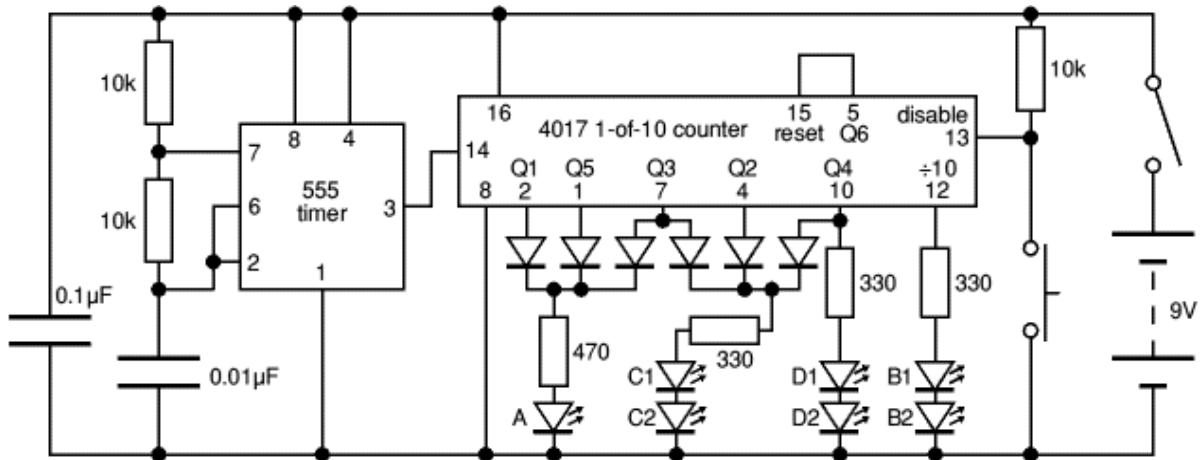 10k
10k
0.1µF
0.01µF
8 4
7
6
2
3
1
555
timer
16
4017 1-of-10 counter
15 5
reset Q6
disable
13
14
8
Q1 Q5 Q3 Q2 Q4 ÷10
2 1 7 4 10 12
10k
470
330
330
330
A
C1
C2
D1
D2
B1
B2
9V